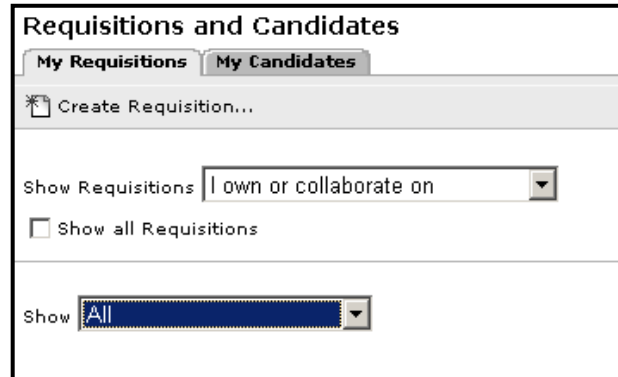 Requisitions and Candidates
My Requisitions My Candidates
Create Requisition...
Show Requisitions I own or collaborate on
Show all Requisitions
Show All